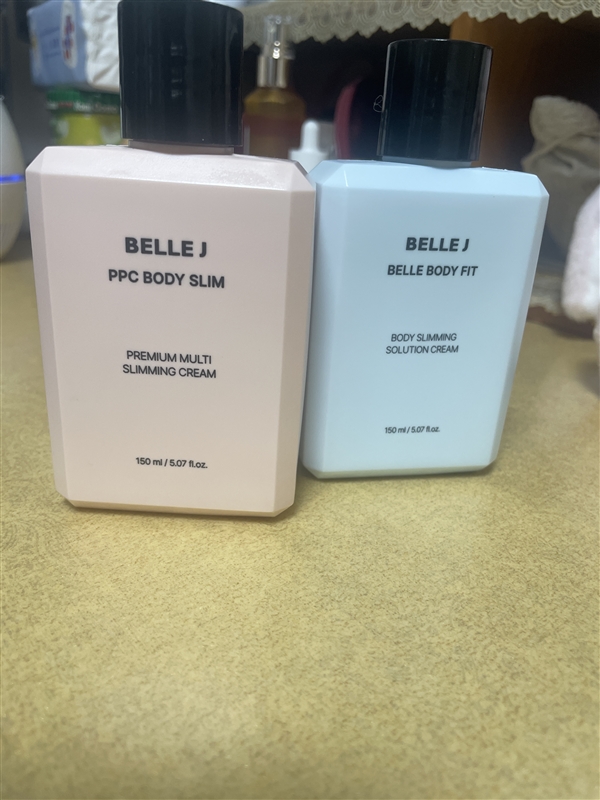 BELLE J
PPC BODY SLIM
PREMIUM MULTI
SLIMMING CREAM
150 ml / 5.07 fl.oz.
BELLE J
BELLE BODY FIT
BODY SLIMMING
SOLUTION CREAM
150 ml / 5.07 fl.oz.